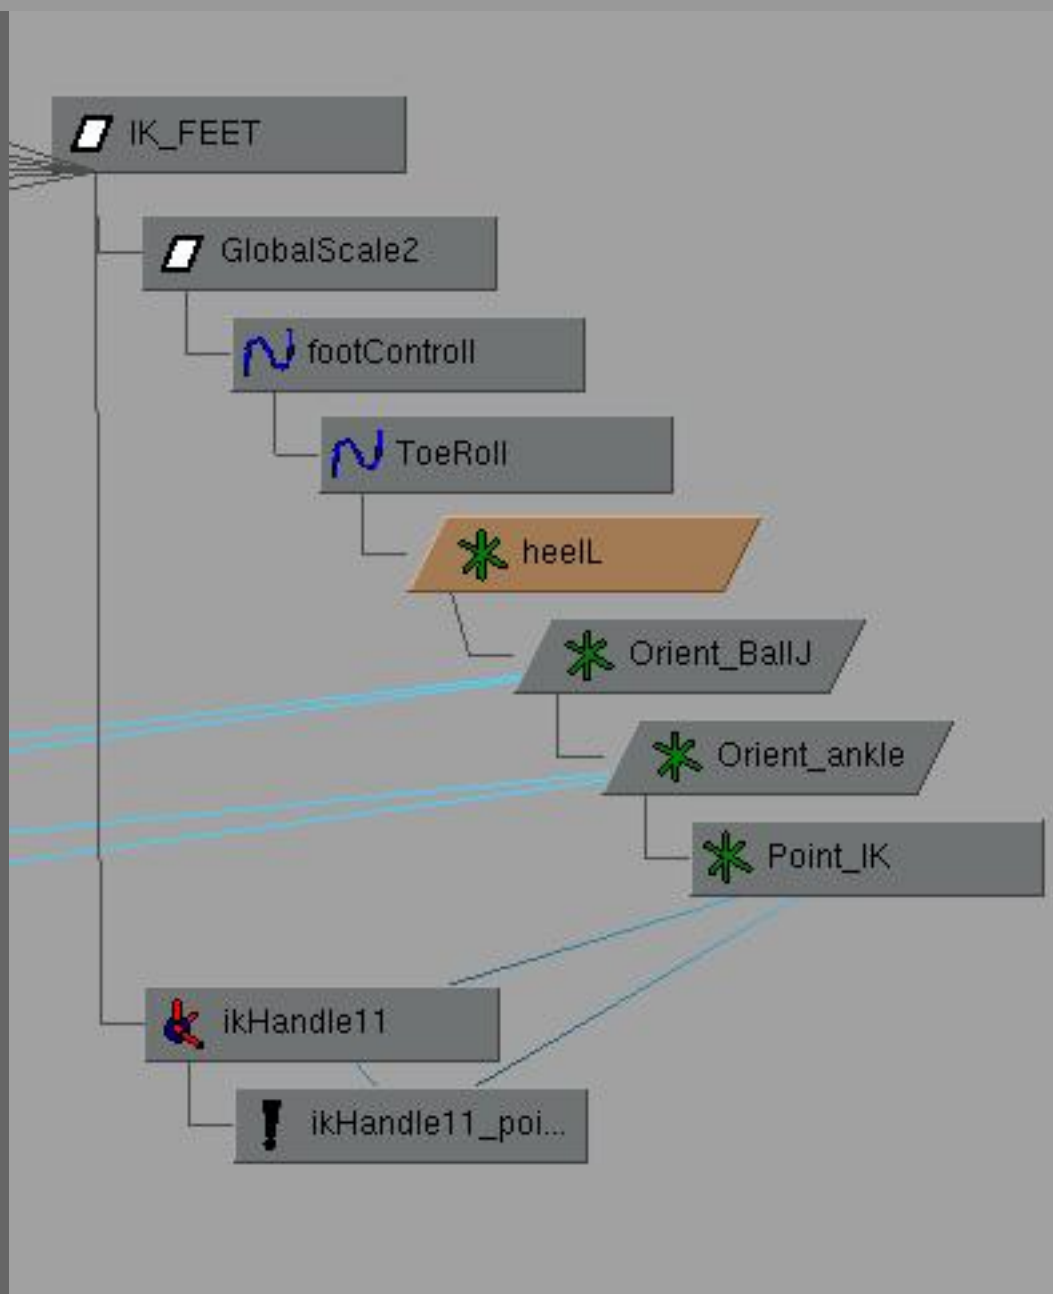 IK_FEET
GlobalScale2
footControll
ToeRoll
heelL
Orient_BallJ
Orient_ankle
Point_IK
ikHandle11
ikHandle11_poi...